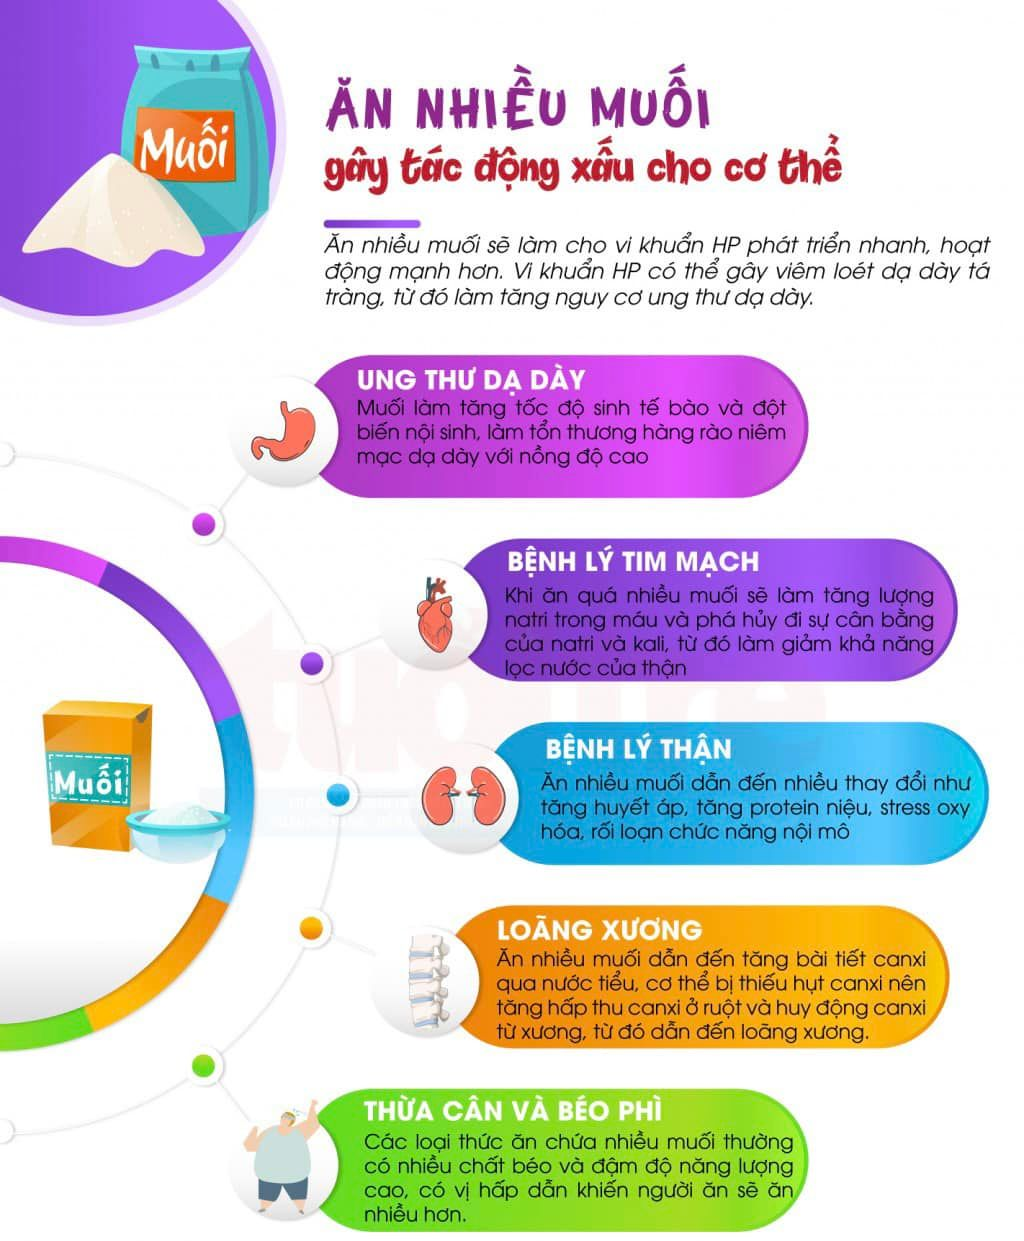 Muối
ĂN NHIỀU MUỐI
gây tác động xấu cho cơ thể
Ăn nhiều muối sẽ làm cho vi khuẩn HP phát triển nhanh, hoạt
động mạnh hơn. Vi khuẩn HP có thể gây viêm loét dạ dày tá
tràng, từ đó làm tăng nguy cơ ung thư dạ dày.
UNG THƯ DẠ DÀY
Muối làm tăng tốc độ sinh tế bào và đột
biến nội sinh, làm tổn thương hàng rào niêm
mạc dạ dày với nồng độ cao
BỆNH LÝ TIM MẠCH
Khi ăn quá nhiều muối sẽ làm tăng lượng
natri trong máu và phá hủy đi sự cân bằng
của natri và kali, từ đó làm giảm khả năng
lọc nước của thận
Muối
BỆNH LÝ THẬN
Ăn nhiều muối dẫn đến nhiều thay đổi như
tăng huyết áp, tăng protein niệu, stress oxy
hóa, rối loạn chức năng nội mô
LOÃNG XƯƠNG
Ăn nhiều muối dẫn đến tăng bài tiết canxi
qua nước tiểu, cơ thể bị thiếu hụt canxi nên
tăng hấp thu canxi ở ruột và huy động canxi
từ xương, từ đó dẫn đến loãng xương.
THỪA CÂN VÀ BÉO PHÌ
Các loại thức ăn chứa nhiều muối thường
có nhiều chất béo và đậm độ năng lượng
cao, có vị hấp dẫn khiến người ăn sẽ ăn
nhiều hơn.